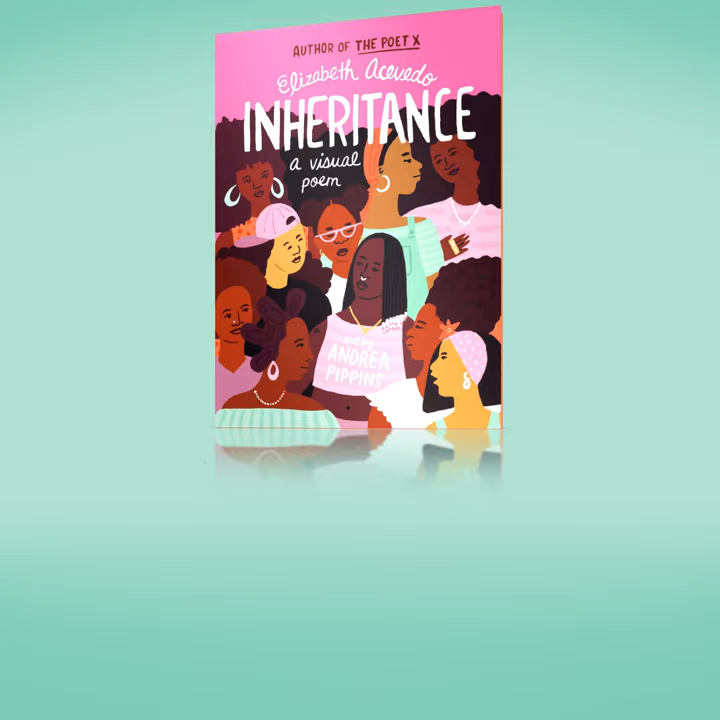 AUTHOR OF THE POET X
Elizabeth Acevedo
INHERITANCE
a visual
poem
art by
ANDREA
PIPPINS